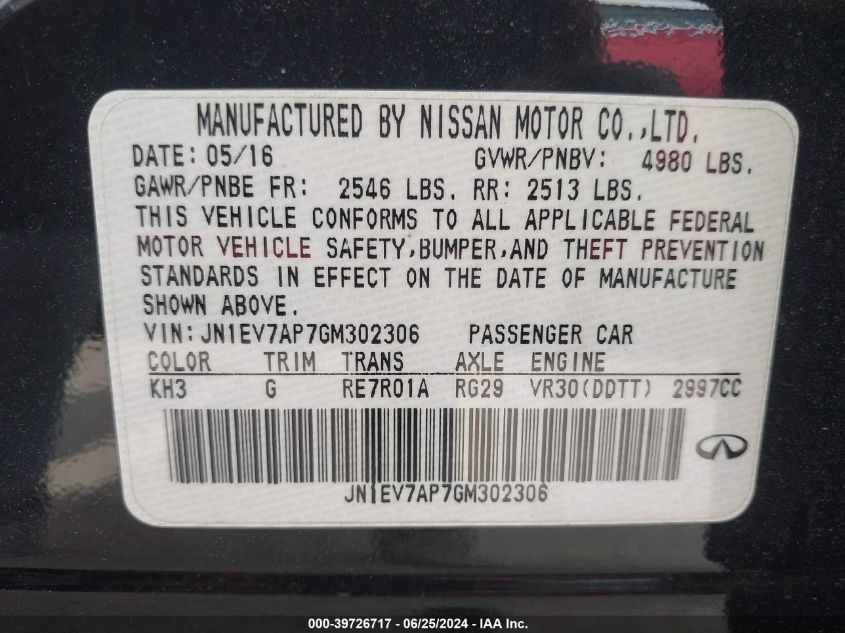 MANUFACTURED BY NISSAN MOTOR CO.,LTD.
DATE: 05/16 GVWR/PNBV: 4980 LBS.
GAWR/PNBE FR: 2546 LBS. RR: 2513 LBS.
THIS VEHICLE CONFORMS TO ALL APPLICABLE FEDERAL
MOTOR VEHICLE SAFETY,BUMPER,AND THEFT PREVENTION
STANDARDS IN EFFECT ON THE DATE OF MANUFACTURE
SHOWN ABOVE.
VIN: JN1EV7AP7GM302306 PASSENGER CAR
COLOR TRIM TRANS AXLE ENGINE
KH3 G RE7R01A RG29 VR30(DDTT) 2997CC
JN1EV7AP7GM302306
000-39726717 - 06/25/2024 - IAA Inc.